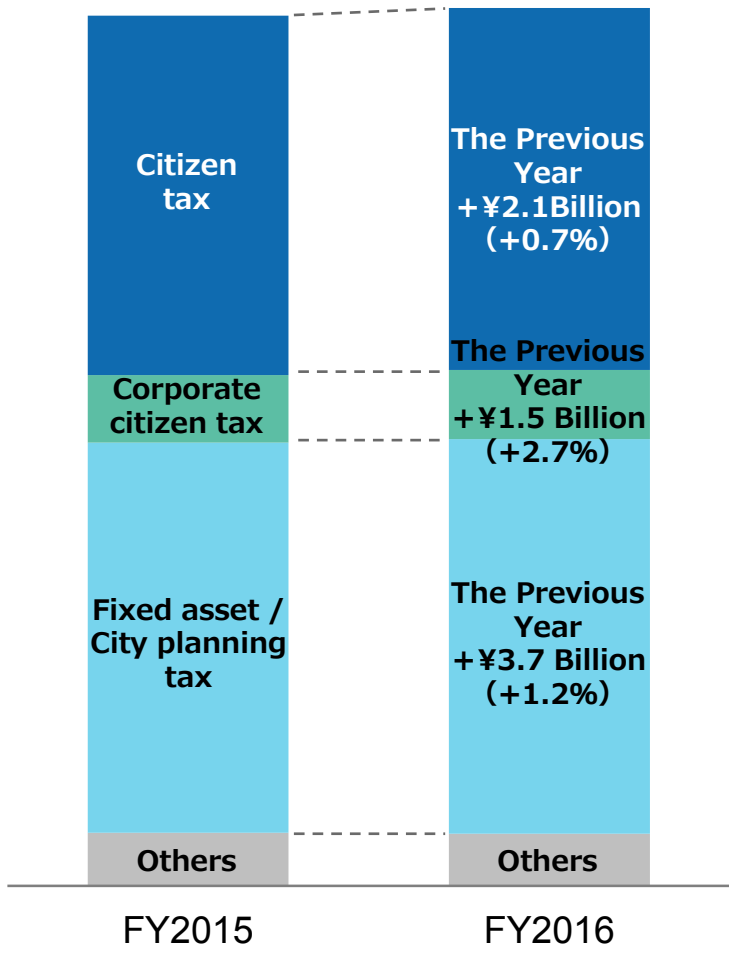 Citizen
tax
Corporate
citizen tax
Fixed asset /
City planning
tax
Others
FY2015
The Previous
Year
+¥2.1Billion
(+0.7%)
The Previous
Year
+¥1.5 Billion
(+2.7%)
The Previous
Year
+¥3.7 Billion
(+1.2%)
Others
FY2016